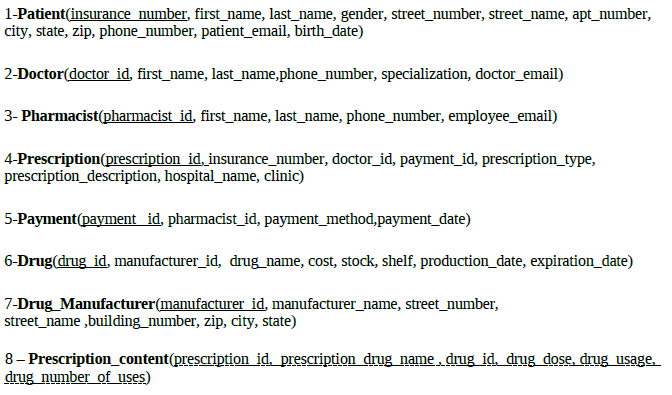 1-Patient(insurance_number, first_name, last_name, gender, street_number, street_name, apt_number,
city, state, zip, phone_number, patient_email, birth_date)
2-Doctor(doctor_id, first_name, last_name,phone_number, specialization, doctor_email)
3- Pharmacist(pharmacist_id, first_name, last_name, phone_number, employee_email)
4-Prescription(prescription_id, insurance_number, doctor_id, payment_id, prescription_type,
prescription_description, hospital_name, clinic)
5-Payment(payment_id, pharmacist_id, payment_method,payment_date)
6-Drug(drug_id, manufacturer_id, drug_name, cost, stock, shelf, production_date, expiration_date)
7-Drug_Manufacturer(manufacturer_id, manufacturer_name, street_number,
street_name ,building_number, zip, city, state)
8 – Prescription_content(prescription_id, prescription_drug_name , drug_id, drug_dose, drug_usage,
drug_number_of_uses)